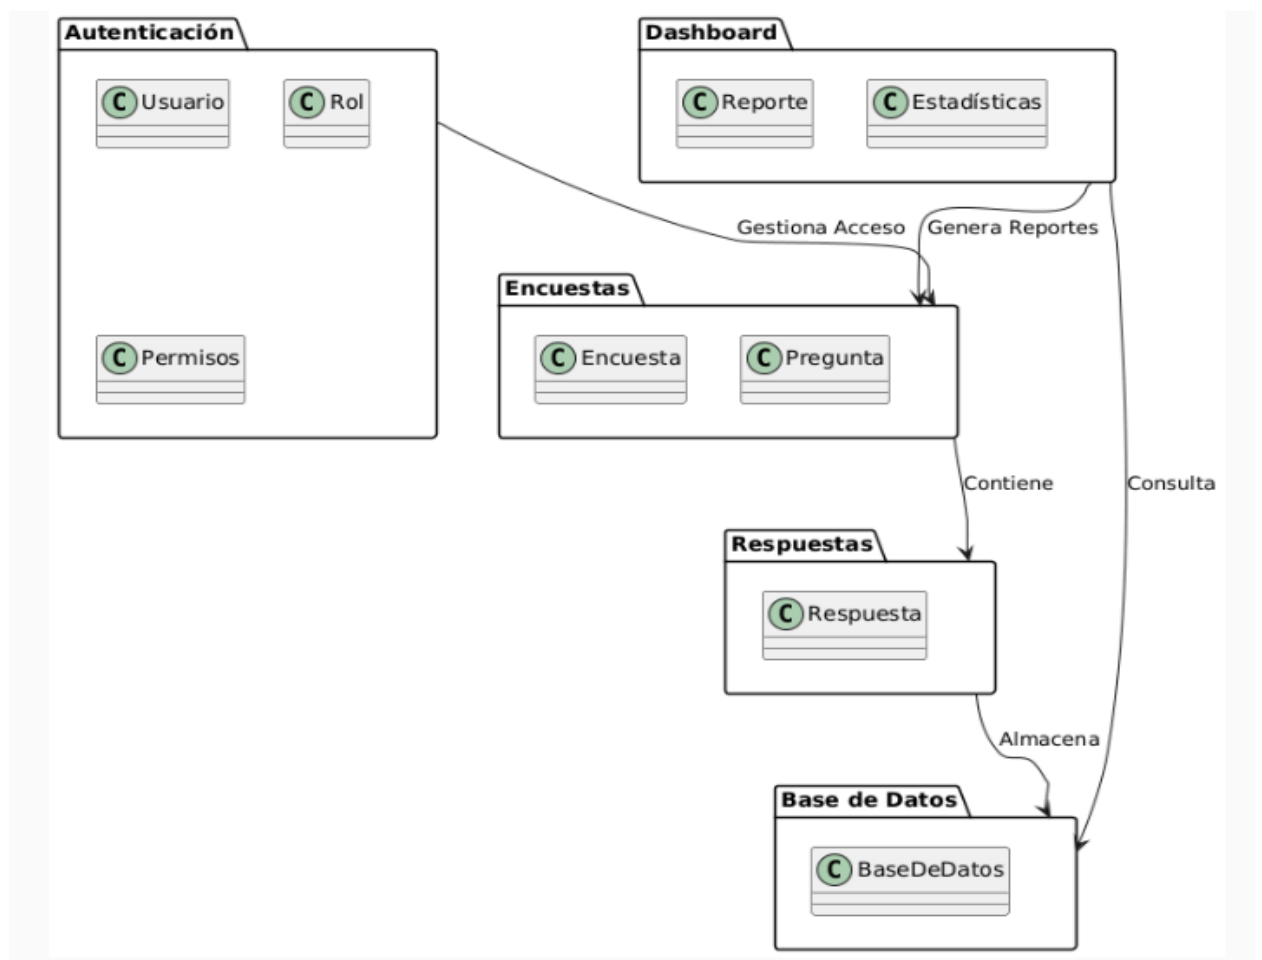 Autenticación
C Usuario
C Rol
C Permisos
Dashboard
C Reporte
C Estadísticas
Gestiona Acceso
Genera Reportes
Encuestas
C Encuesta
C Pregunta
Contiene
Consulta
Respuestas
C Respuesta
Almacena
Base de Datos
C BaseDeDatos